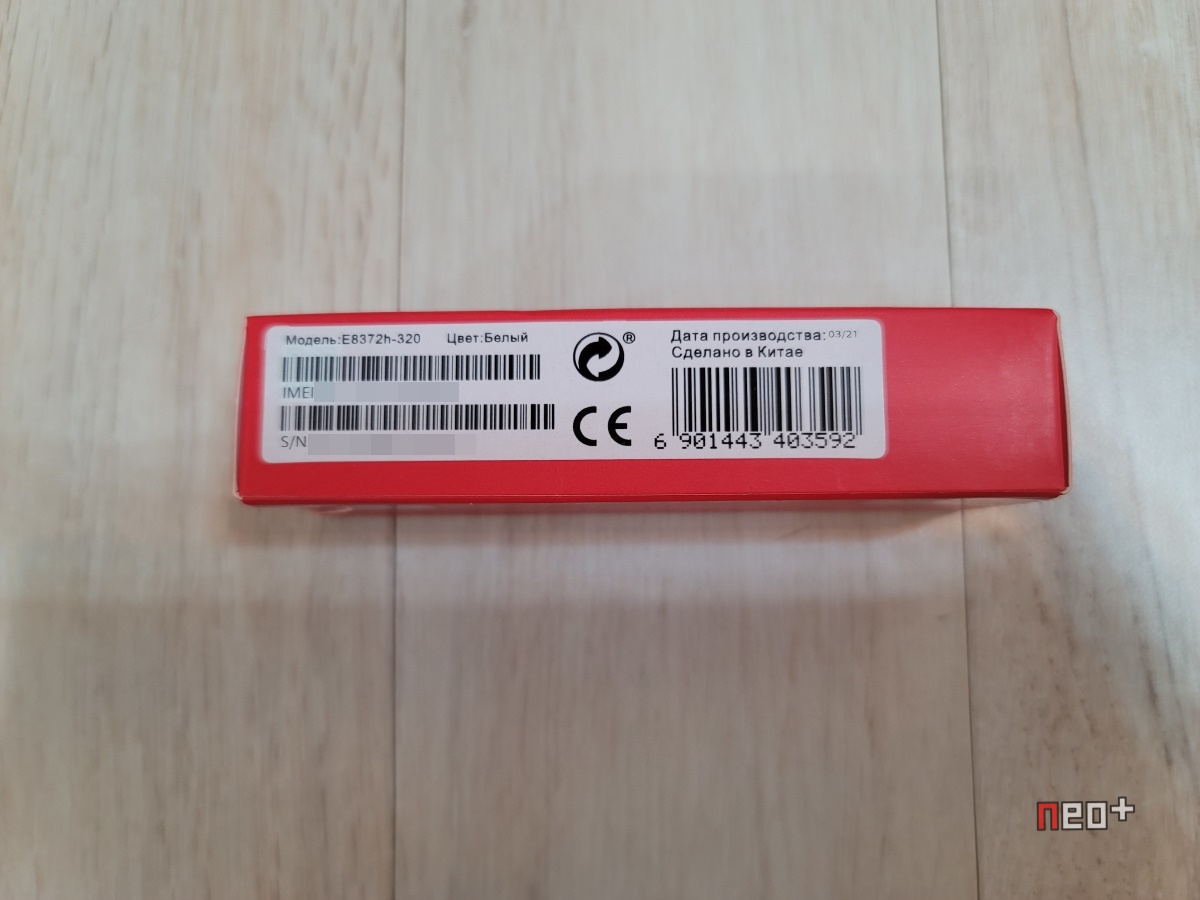 Модель:E8372h-320 Цвет:Белый
IMEI
S/N
®
CE
Дата производства: 03/21
Сделано в Китае
6 901443 403592
neo+